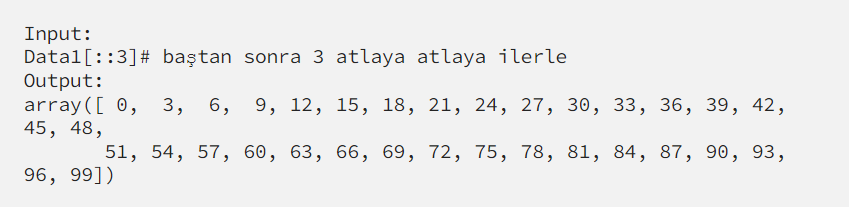 Input:
Data1[::3]# baştan sonra 3 atlaya atlaya ilerle
Output:
array([ 0,  3,  6,  9, 12, 15, 18, 21, 24, 27, 30, 33, 36, 39, 42,
45, 48,
51, 54, 57, 60, 63, 66, 69, 72, 75, 78, 81, 84, 87, 90, 93,
96, 99])